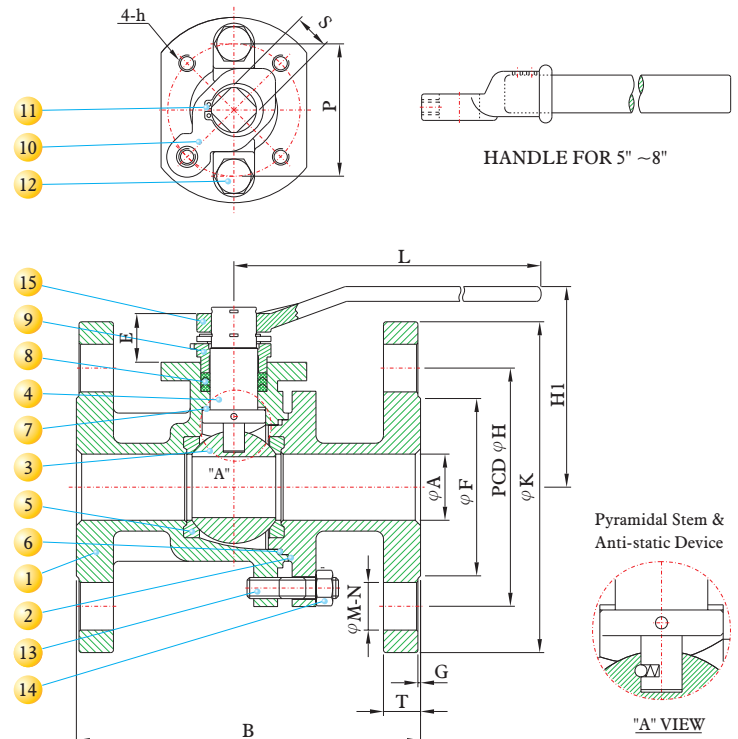 4-h
S
P
11
10
12
HANDLE FOR 5" ~8"
L
15
9
8
4
7
3
5
6
1
2
13
14
E
"A"
H1
φA
φF
PCD φH
φK
φM-N
G
T
B
Pyramidal Stem &
Anti-static Device
"A" VIEW